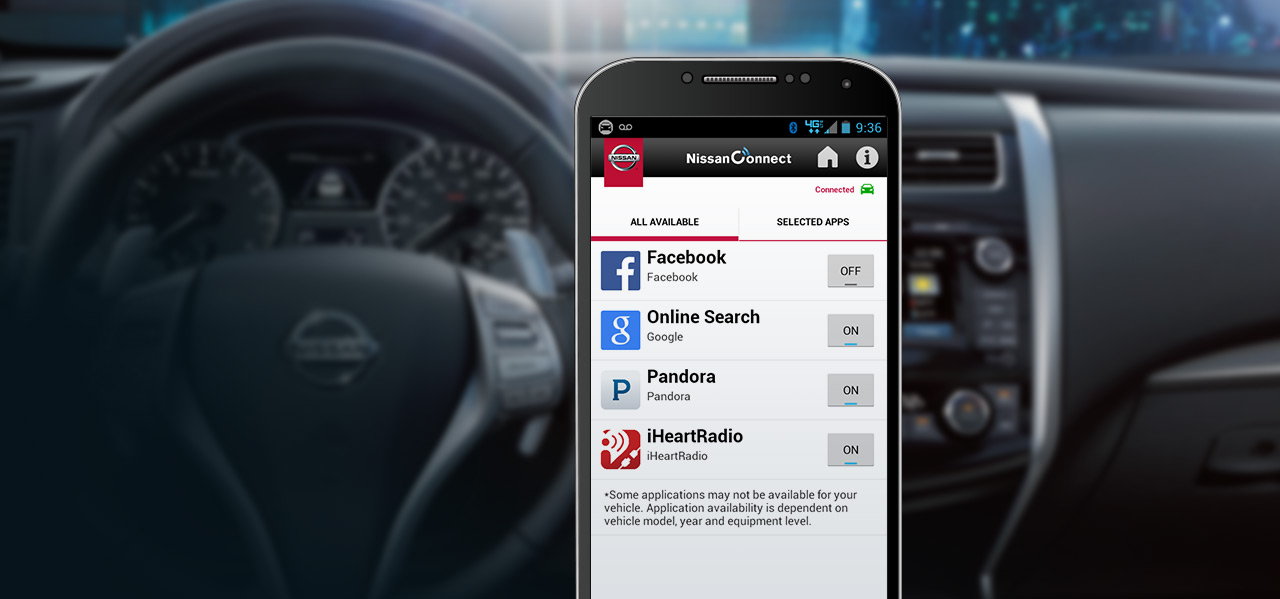 4G
9:36
NISSAN
NissanConnect
Connected
ALL AVAILABLE
SELECTED APPS
Facebook
Facebook
OFF
Online Search
Google
ON
Pandora
Pandora
ON
iHeartRadio
iHeartRadio
ON
*Some applications may not be available for your
vehicle. Application availability is dependent on
vehicle model, year and equipment level.